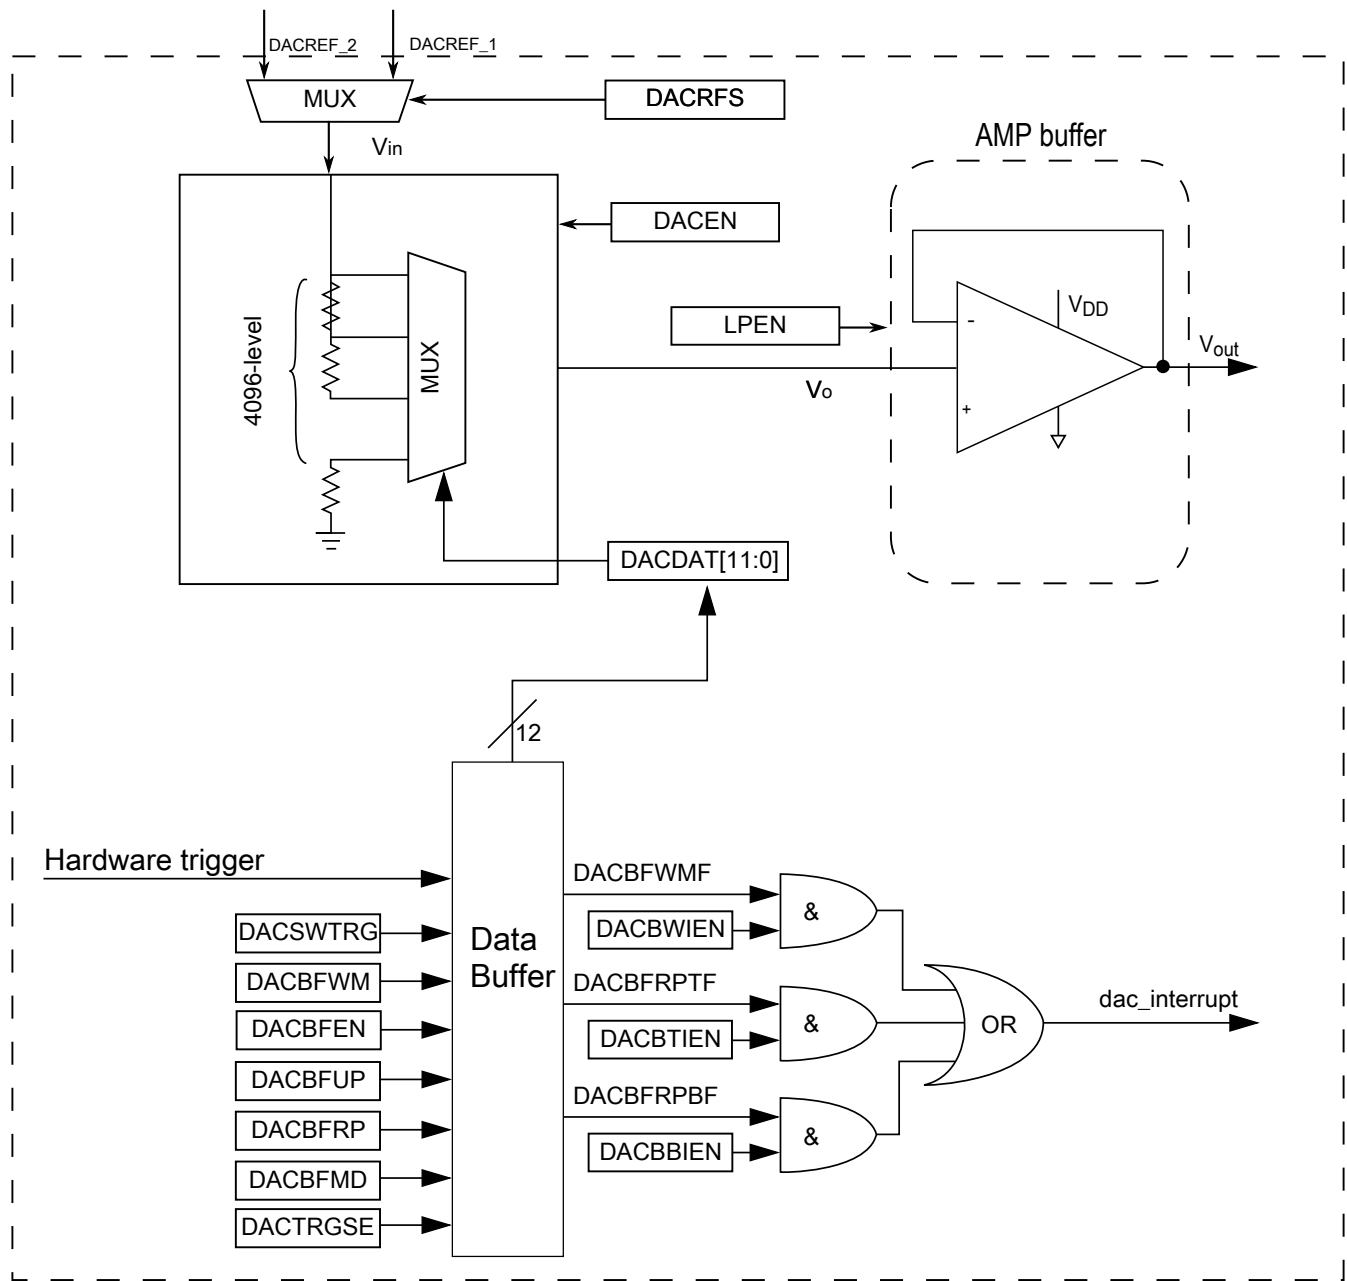 DACREF_2
DACREF_1
MUX
DACRFS
Vin
AMP buffer
DACEN
LPEN
VDD
-
+
Vout
Vo
4096-level
MUX
DACDAT[11:0]
12
Hardware trigger
DACSWTRG
DACBFWM
DACBFEN
DACBFUP
DACBFRP
DACBFMD
DACTRGSE
Data
Buffer
DACBFWMF
DACBWIEN
&
DACBFRPTF
DACBTIEN
&
DACBFRPBF
DACBBIEN
&
OR
dac_interrupt